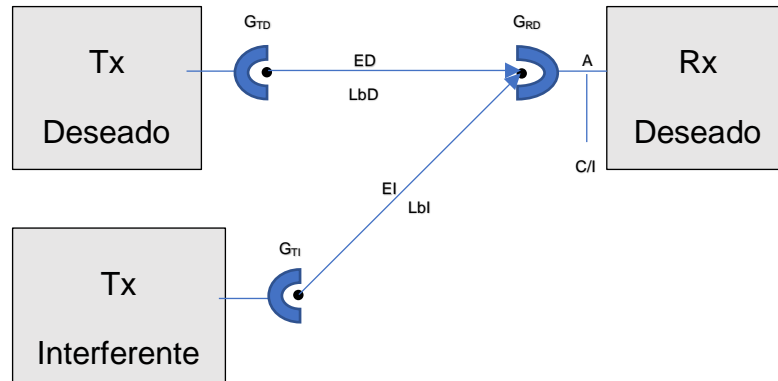 G_TD
G_RD
Tx
Deseado
ED
LbD
A
Rx
Deseado
C/I
EI
LbI
G_TI
Tx
Interferente